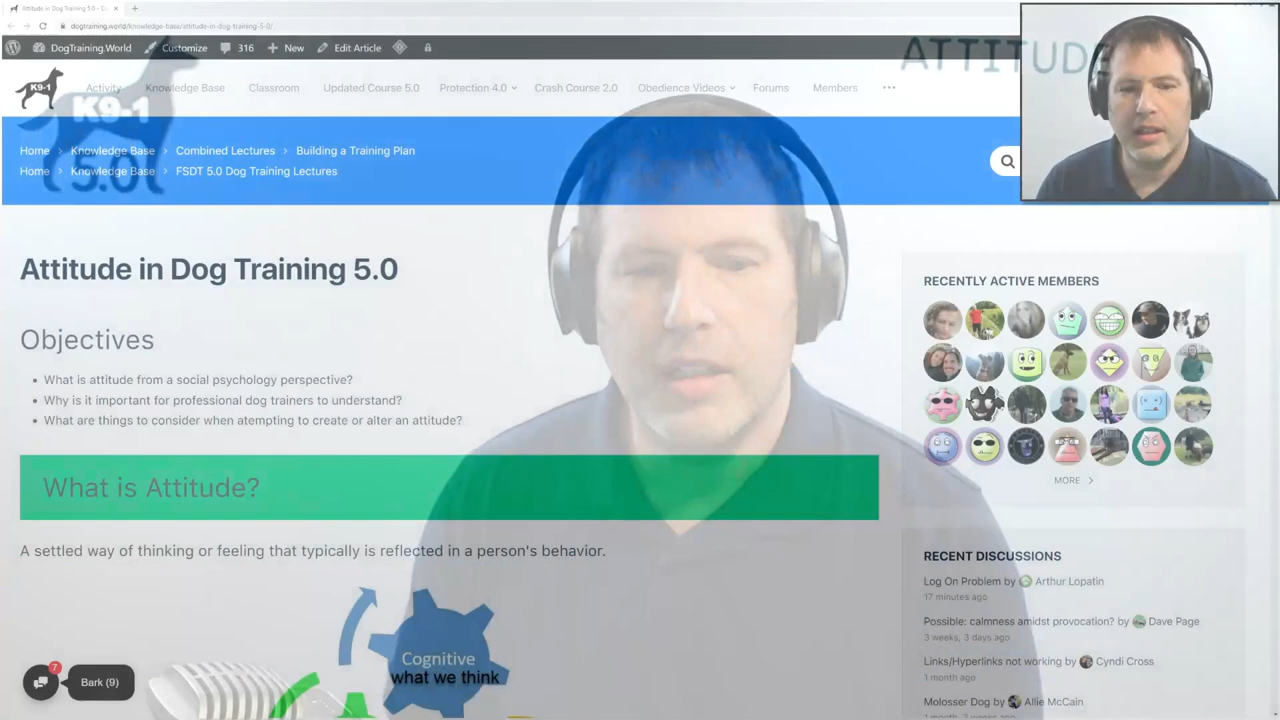 Attitude in Dog Training 5.0 - D
dogtraining.world/knowledge-base/attitude-in-dog-training-5-0/
DogTraining.World Customize 316 New Edit Article
ATTITUDE
K9-1
Activity Knowledge Base Classroom Updated Course 5.0 Protection 4.0 Crash Course 2.0 Obedience Videos Forums Members
K9-1
5.0
Home Knowledge Base Combined Lectures Building a Training Plan
Home Knowledge Base FSDT 5.0 Dog Training Lectures
Attitude in Dog Training 5.0
Objectives
What is attitude from a social psychology perspective?
Why is it important for professional dog trainers to understand?
What are things to consider when atempting to create or alter an attitude?
What is Attitude?
A settled way of thinking or feeling that typically is reflected in a person's behavior.
Cognitive
what we think
7
Bark (9)
RECENTLY ACTIVE MEMBERS
MORE
RECENT DISCUSSIONS
Log On Problem by Arthur Lopatin
17 minutes ago
Possible: calmness amidst provocation? by Dave Page
3 weeks, 3 days ago
Links/Hyperlinks not working by Cyndi Cross
1 month ago
Molosser Dog by Allie McCain